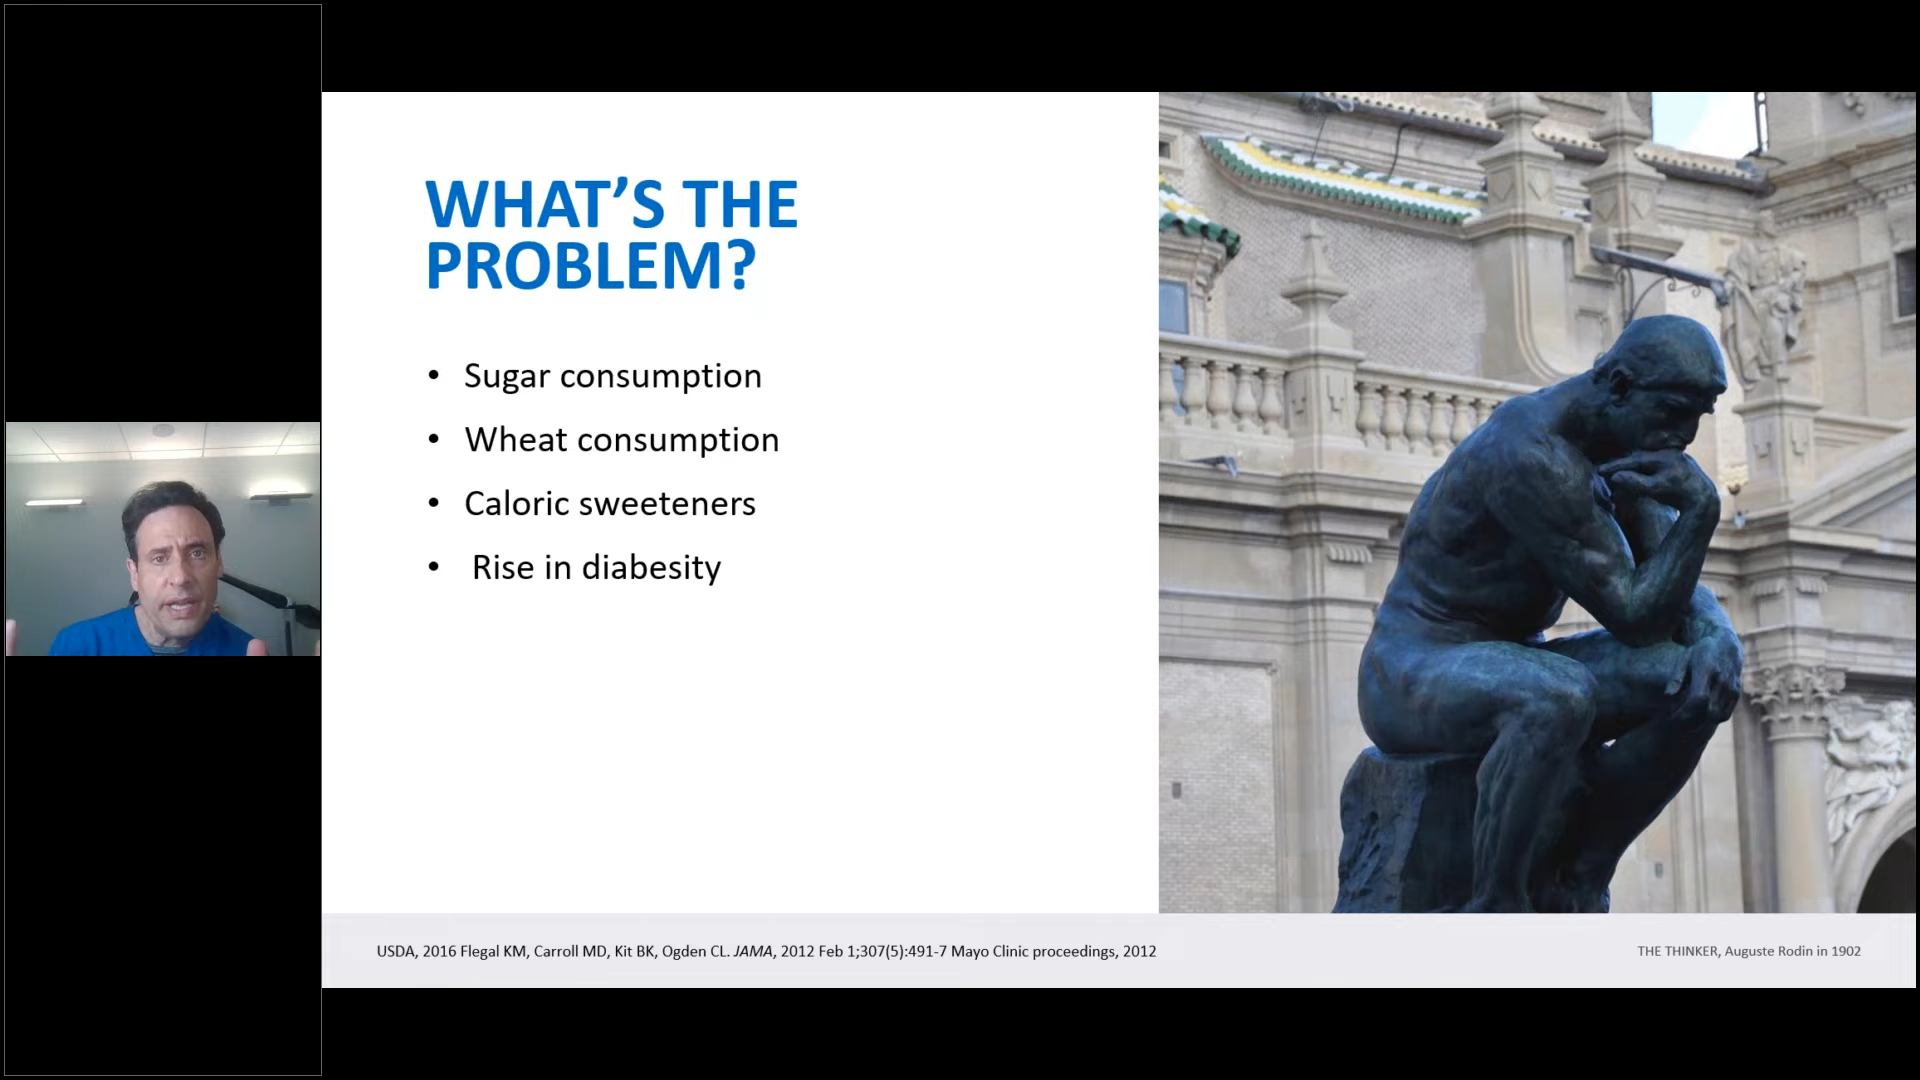 WHAT’S THE
PROBLEM?
• Sugar consumption
• Wheat consumption
• Caloric sweeteners
• Rise in diabesity
USDA, 2016 Flegal KM, Carroll MD, Kit BK, Ogden CL. JAMA, 2012 Feb 1;307(5):491-7 Mayo Clinic proceedings, 2012
THE THINKER, Auguste Rodin in 1902